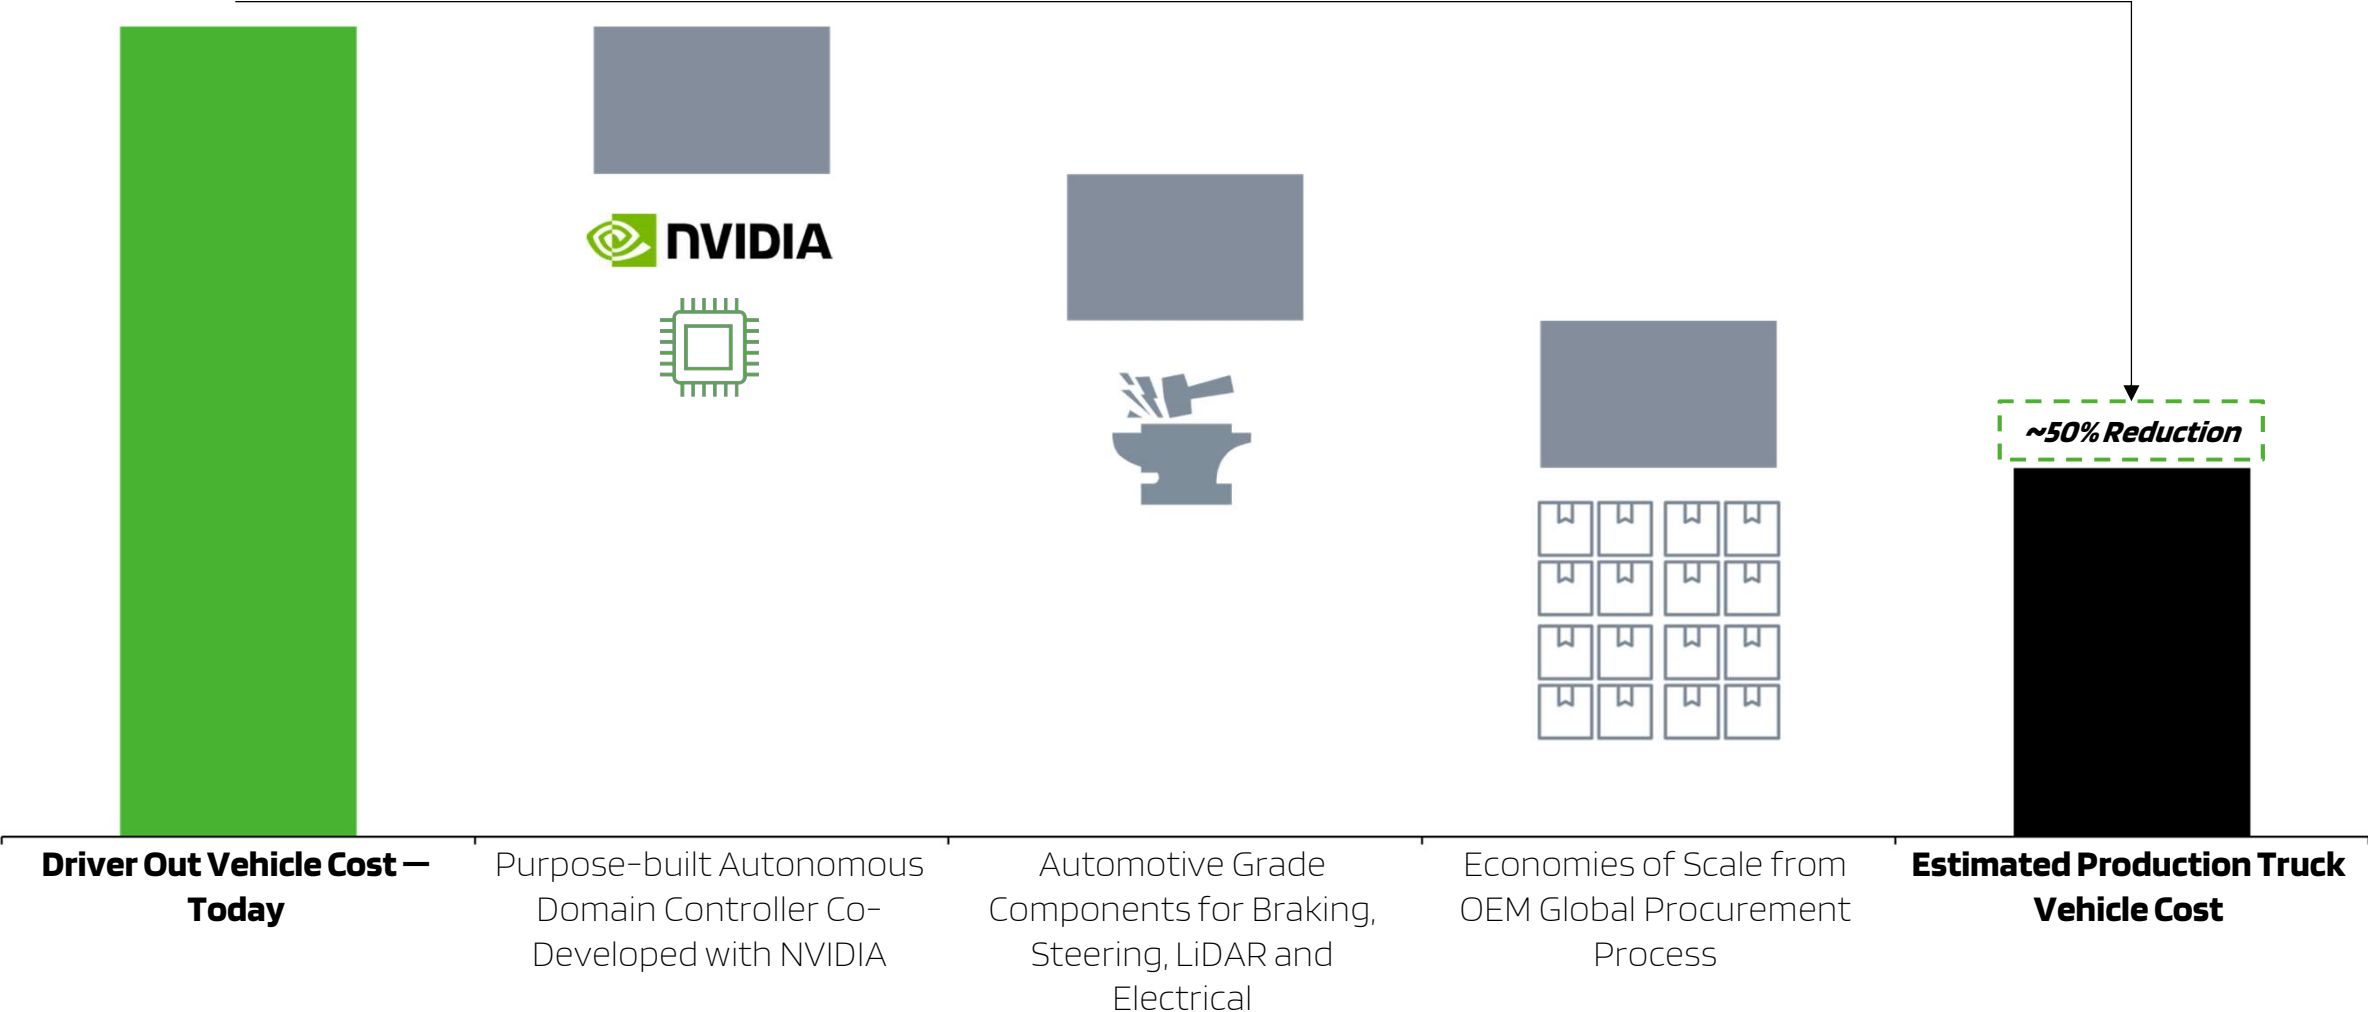 NVIDIA
~50% Reduction
Driver Out Vehicle Cost —
Today
Purpose-built Autonomous
Domain Controller Co-
Developed with NVIDIA
Automotive Grade
Components for Braking,
Steering, LiDAR and
Electrical
Economies of Scale from
OEM Global Procurement
Process
Estimated Production Truck
Vehicle Cost